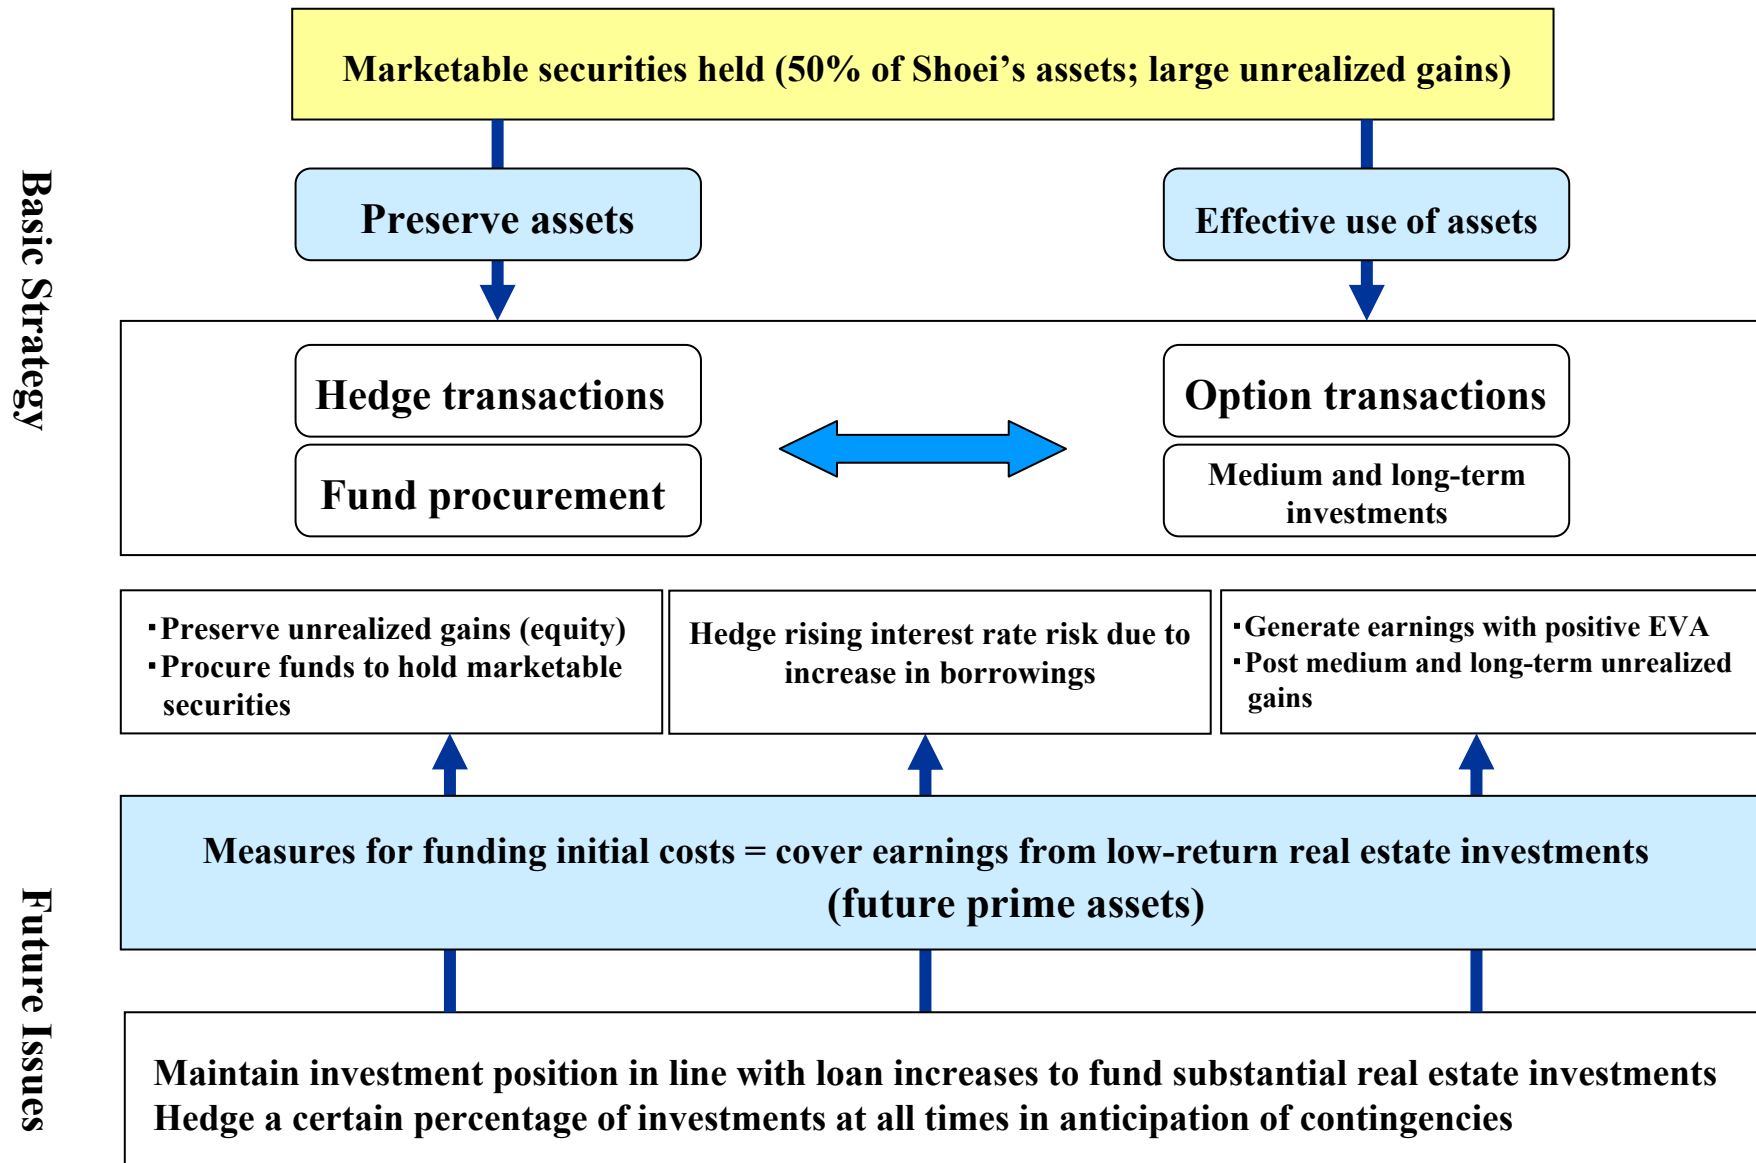 Marketable securities held (50% of Shoei’s assets; large unrealized gains)
Basic Strategy
Preserve assets
Effective use of assets
Hedge transactions
Option transactions
Fund procurement
Medium and long-term
investments
・Preserve unrealized gains (equity)
・Procure funds to hold marketable
securities
Hedge rising interest rate risk due to
increase in borrowings
・Generate earnings with positive EVA
・Post medium and long-term unrealized
gains
Future Issues
Measures for funding initial costs = cover earnings from low-return real estate investments
(future prime assets)
Maintain investment position in line with loan increases to fund substantial real estate investments
Hedge a certain percentage of investments at all times in anticipation of contingencies